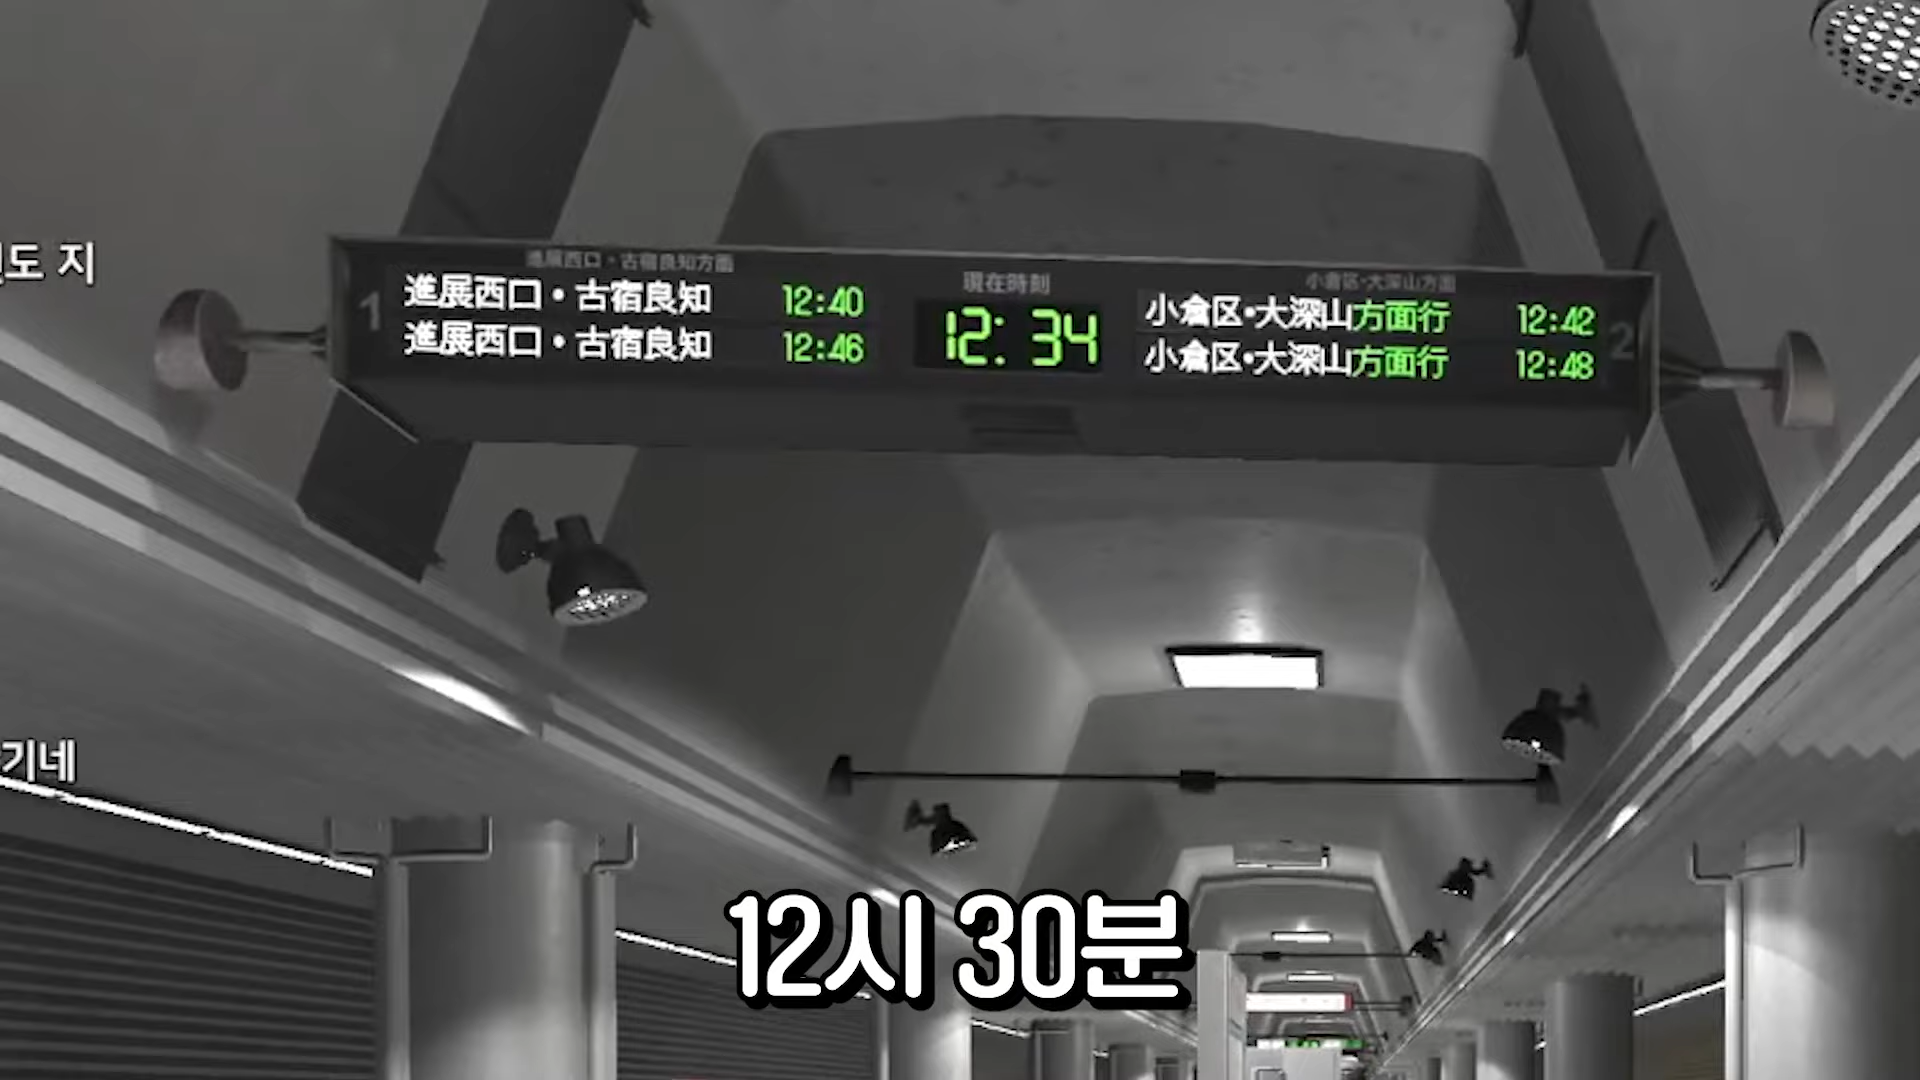 도 지
進展西口・古宿良知方面
1
進展西口・古宿良知 12:40
進展西口・古宿良知 12:46
現在時刻
12:34
小倉区・大深山方面
小倉区・大深山方面行 12:42
小倉区・大深山方面行 12:48
2
기네
12시 30분